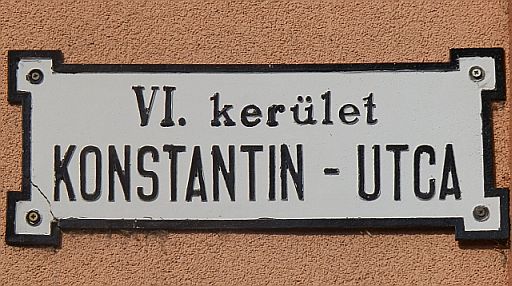 VI. kerület
KONSTANTIN - UTCA